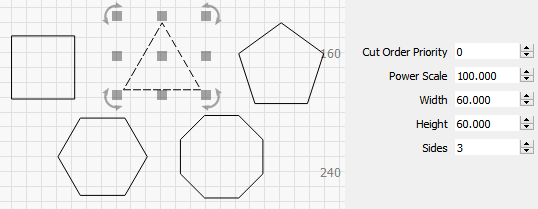 160
240
Cut Order Priority 0
Power Scale 100.000
Width 60.000
Height 60.000
Sides 3